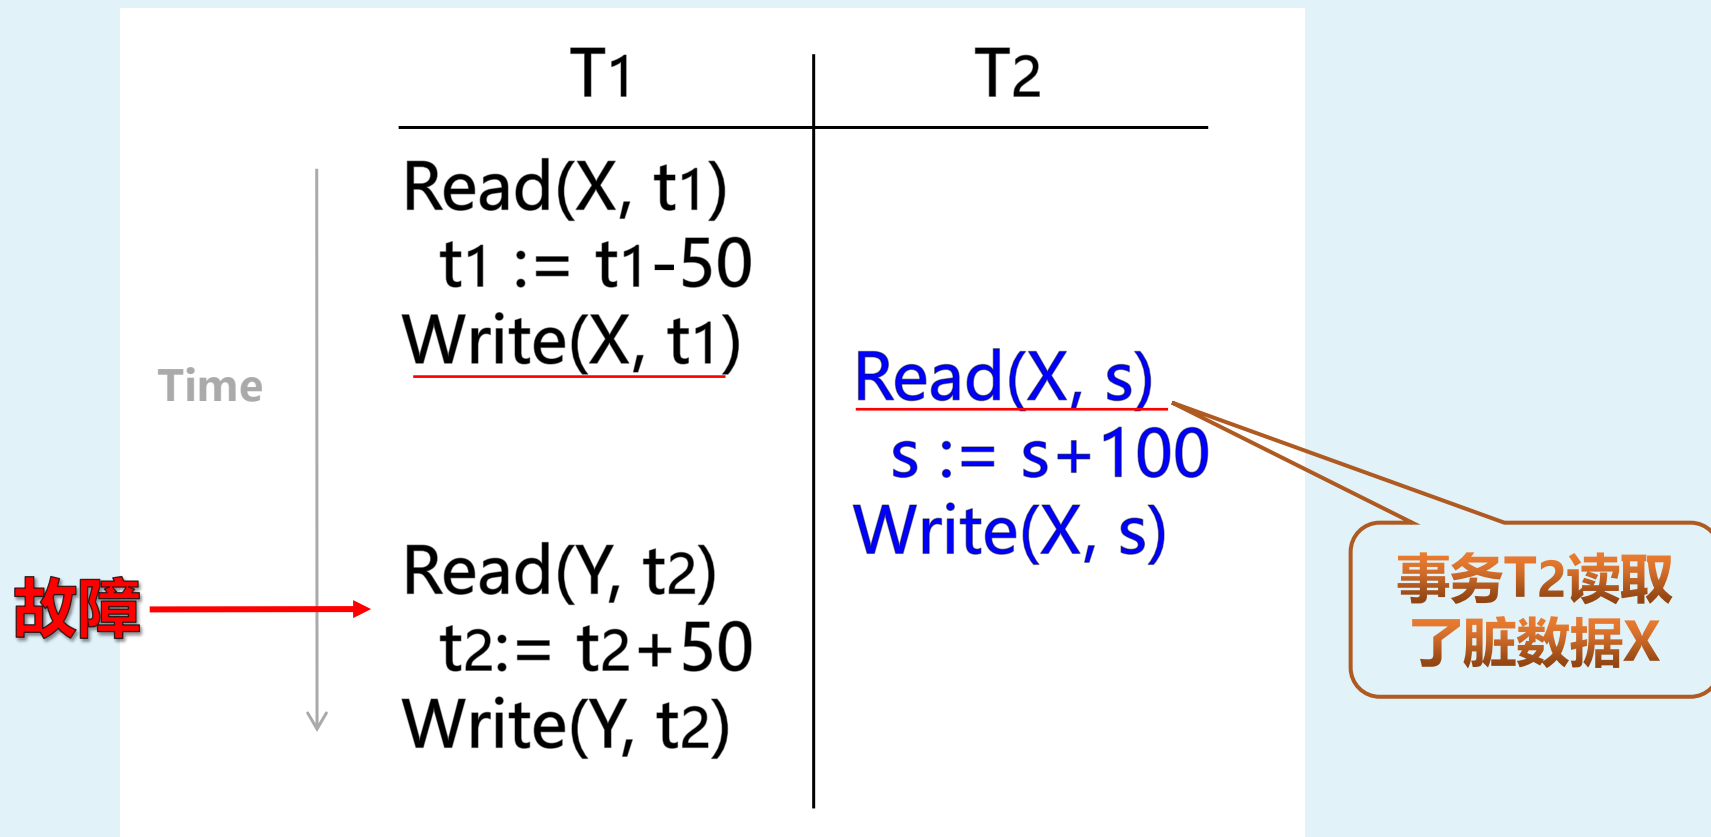 T1
T2
Read(X, t1)
t1 := t1-50
Write(X, t1)
Time
Read(X, s)
s := s+100
Write(X, s)
故障
Read(Y, t2)
t2:= t2+50
Write(Y, t2)
事务T2读取
了脏数据X